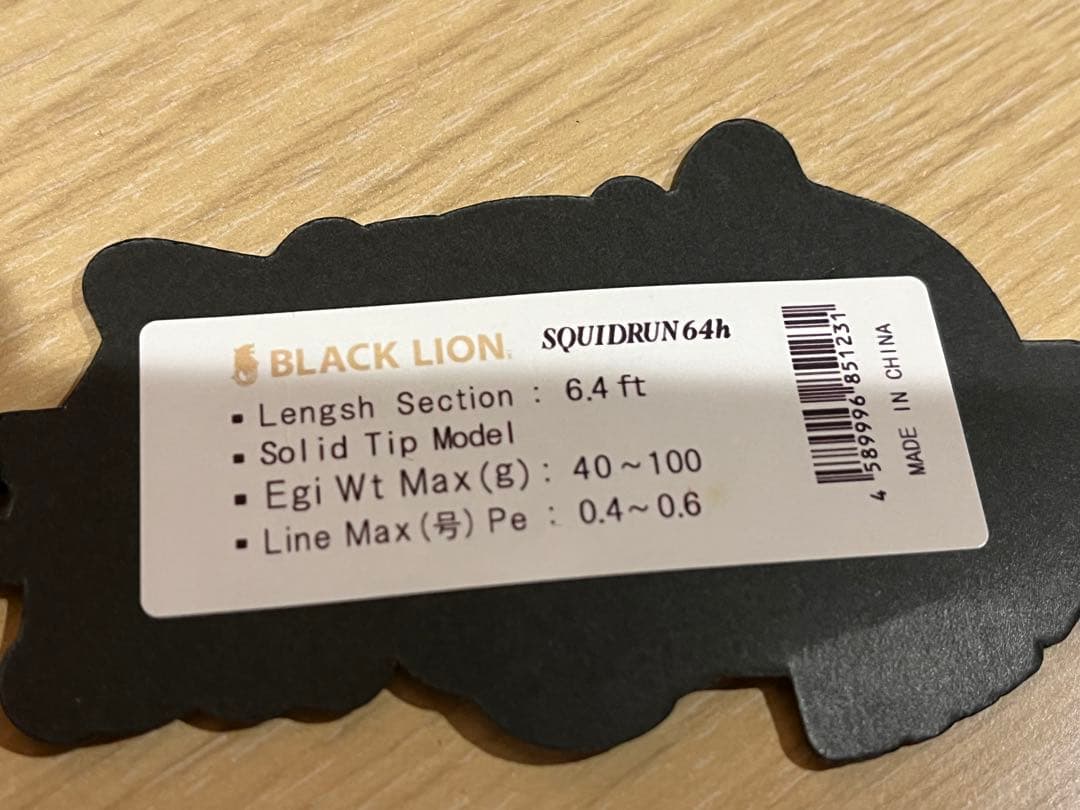 BLACK LION
SQUIDRUN 64h
▪ Lengsh Section : 6.4 ft
▪ Solid Tip Model
▪ Egi Wt Max(g) : 40~100
▪ Line Max(号) Pe : 0.4~0.6
4 589996 851231
MADE IN CHINA